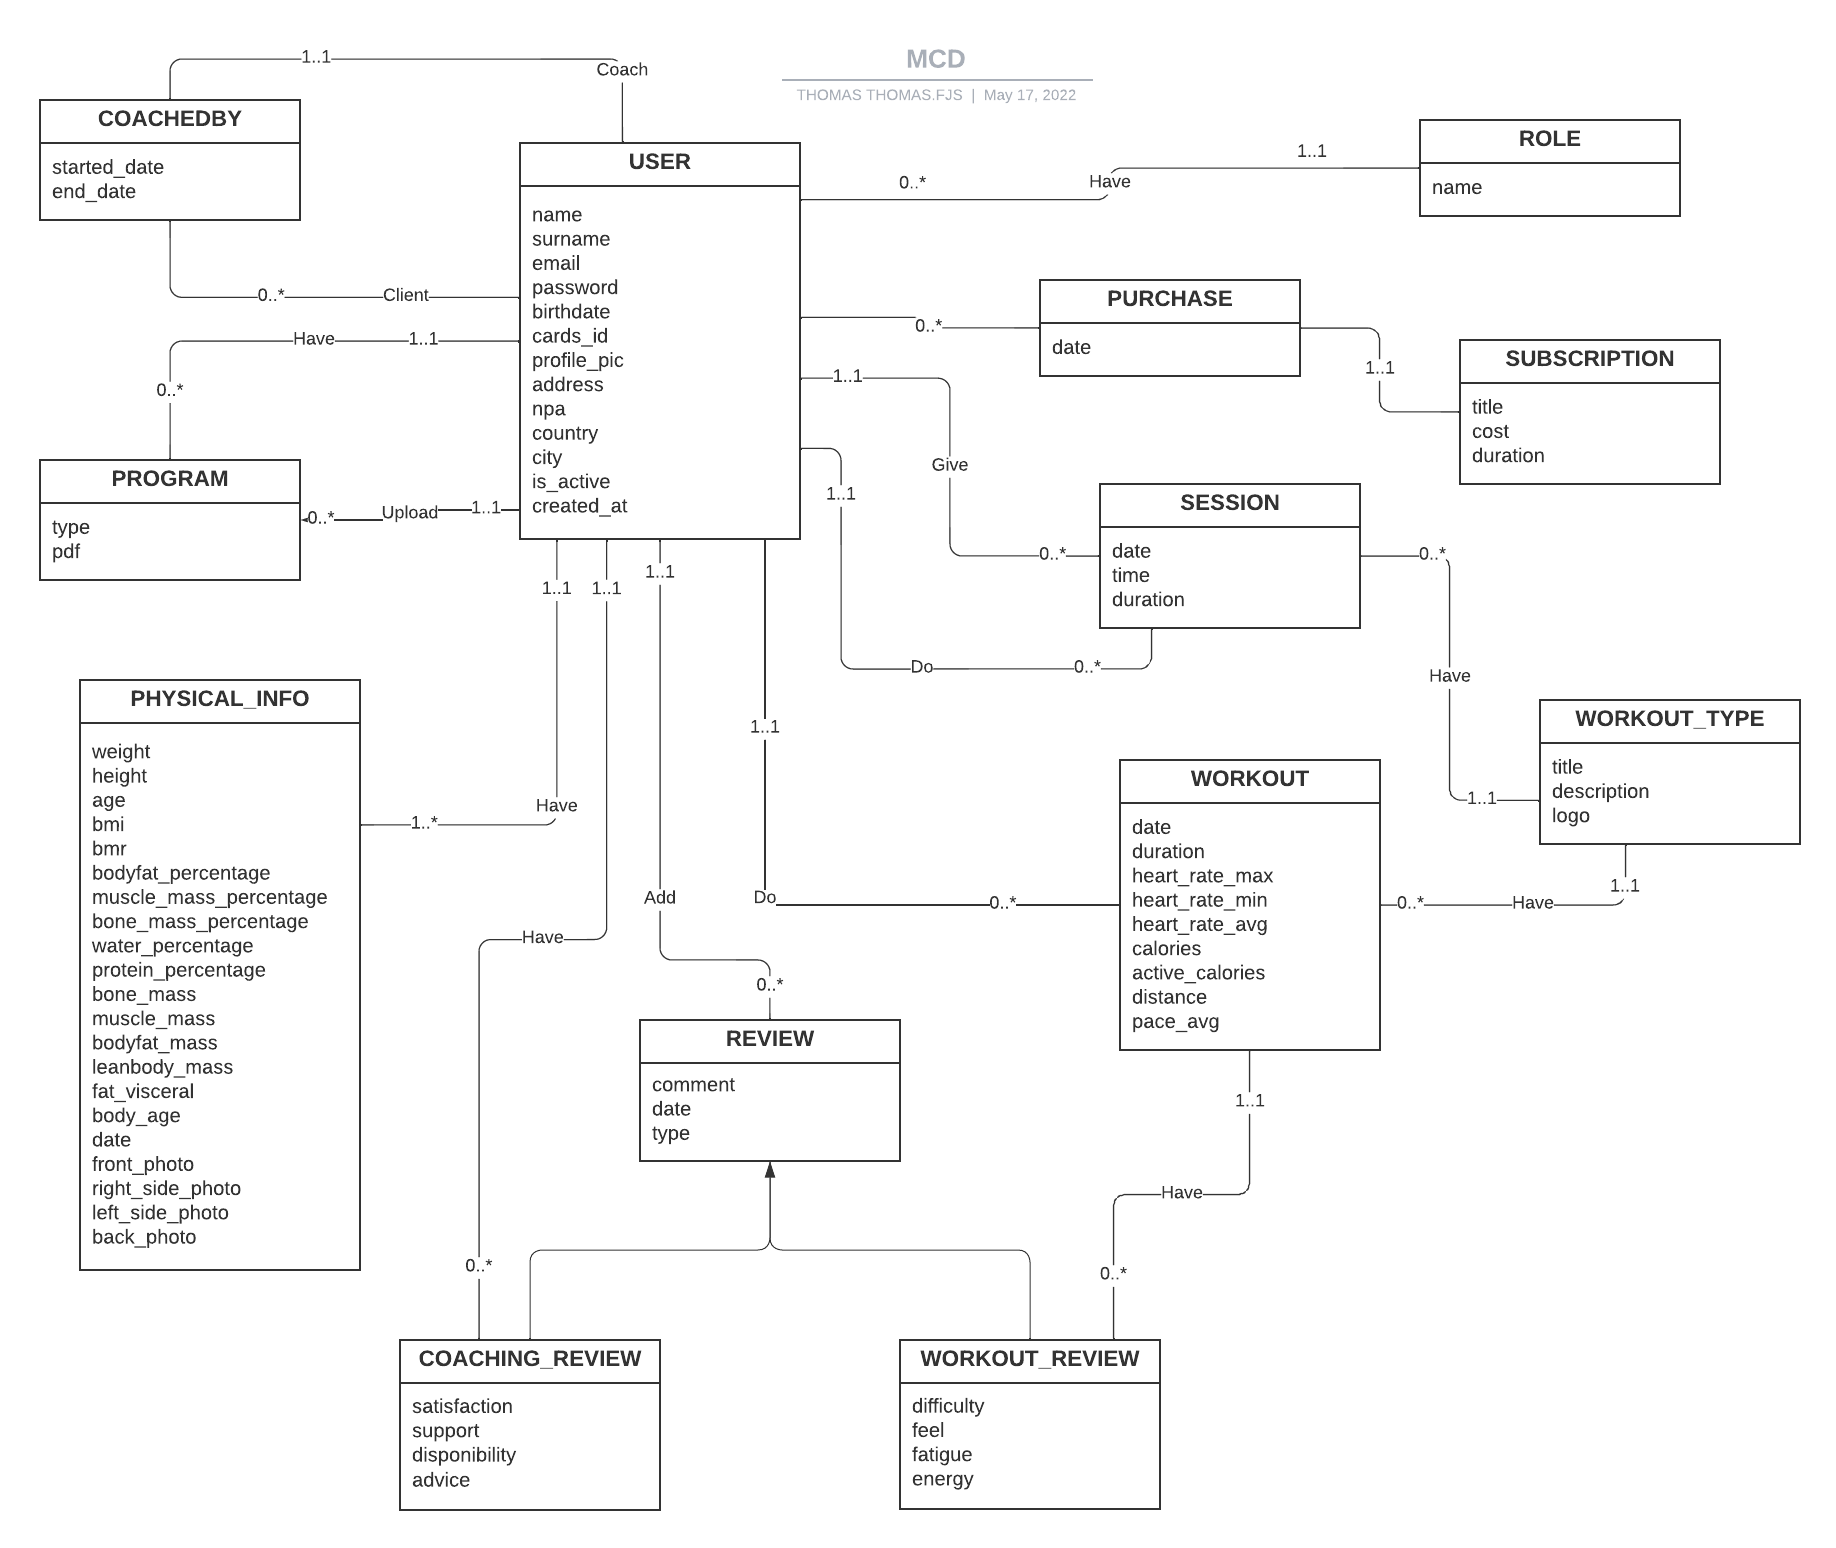 MCD
THOMAS THOMAS.FJS | May 17, 2022
1..1
Coach
COACHEDBY
started_date
end_date
0..*
Client
USER
name
surname
email
password
birthdate
cards_id
profile_pic
address
npa
country
city
is_active
created_at
0..*
Have
1..1
ROLE
name
Have
1..1
0..*
PROGRAM
type
pdf
0..*
Upload
1..1
0..*
PURCHASE
date
1..1
SUBSCRIPTION
title
cost
duration
1..1
Give
0..*
1..1
Do
0..*
SESSION
date
time
duration
0..*
Have
1..1
WORKOUT_TYPE
title
description
logo
1..1
Have
0..*
1..1
1..1
1..1
Have
1..*
PHYSICAL_INFO
weight
height
age
bmi
bmr
bodyfat_percentage
muscle_mass_percentage
bone_mass_percentage
water_percentage
protein_percentage
bone_mass
muscle_mass
bodyfat_mass
leanbody_mass
fat_visceral
body_age
date
front_photo
right_side_photo
left_side_photo
back_photo
1..1
Do
0..*
WORKOUT
date
duration
heart_rate_max
heart_rate_min
heart_rate_avg
calories
active_calories
distance
pace_avg
Add
Have
0..*
REVIEW
comment
date
type
1..1
Have
0..*
0..*
COACHING_REVIEW
satisfaction
support
disponibility
advice
WORKOUT_REVIEW
difficulty
feel
fatigue
energy